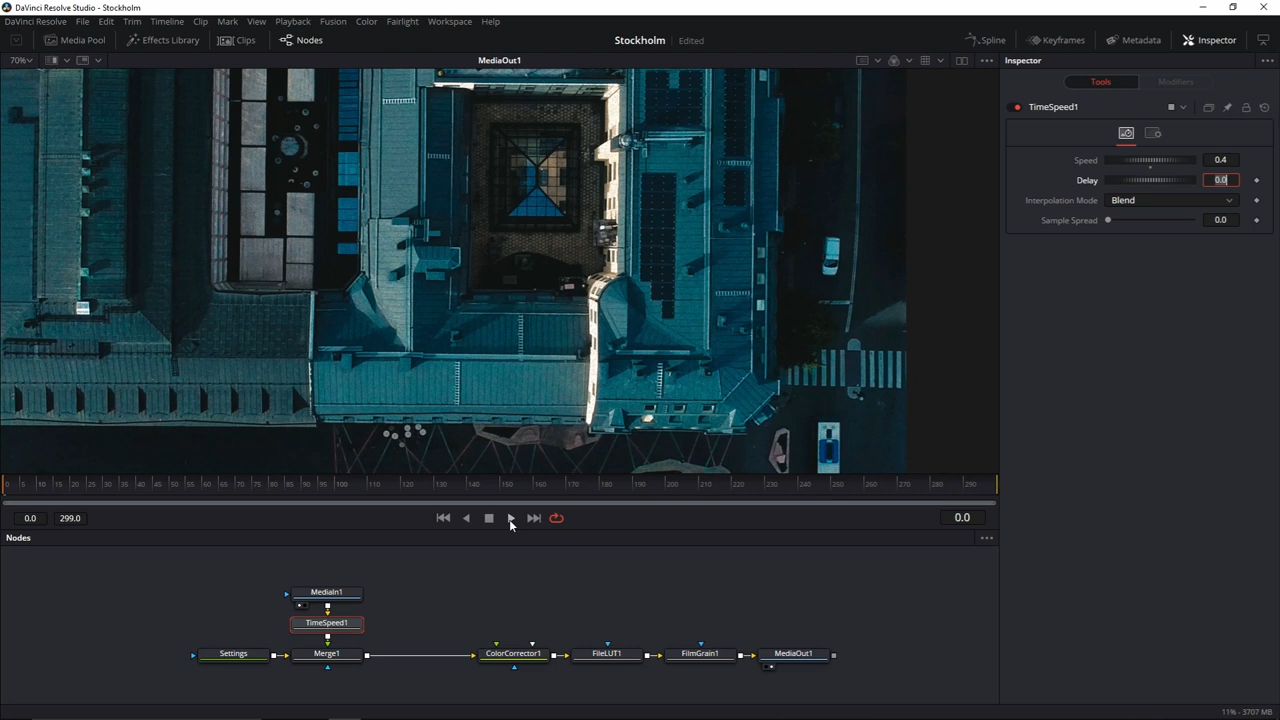 DaVinci Resolve Studio - Stockholm
DaVinci Resolve File Edit Trim Timeline Clip Mark View Playback Fusion Color Fairlight Workspace Help
Media Pool Effects Library Clips Nodes Stockholm Edited Spline Keyframes Metadata Inspector
70% MediaOut1 Inspector
Tools Modifiers
TimeSpeed1
Speed 0.4
Delay 0.0
Interpolation Mode Blend
Sample Spread 0.0
0 5 10 15 20 25 30 35 40 45 50 55 60 65 70 75 80 85 90 95 100 110 120 130 140 150 160 170 180 190 200 210 220 230 240 250 260 270 280 290
0.0 299.0 0.0
Nodes
MediaIn1
TimeSpeed1
Settings Merge1 ColorCorrector1 FileLUT1 FilmGrain1 MediaOut1
11% - 3707 MB